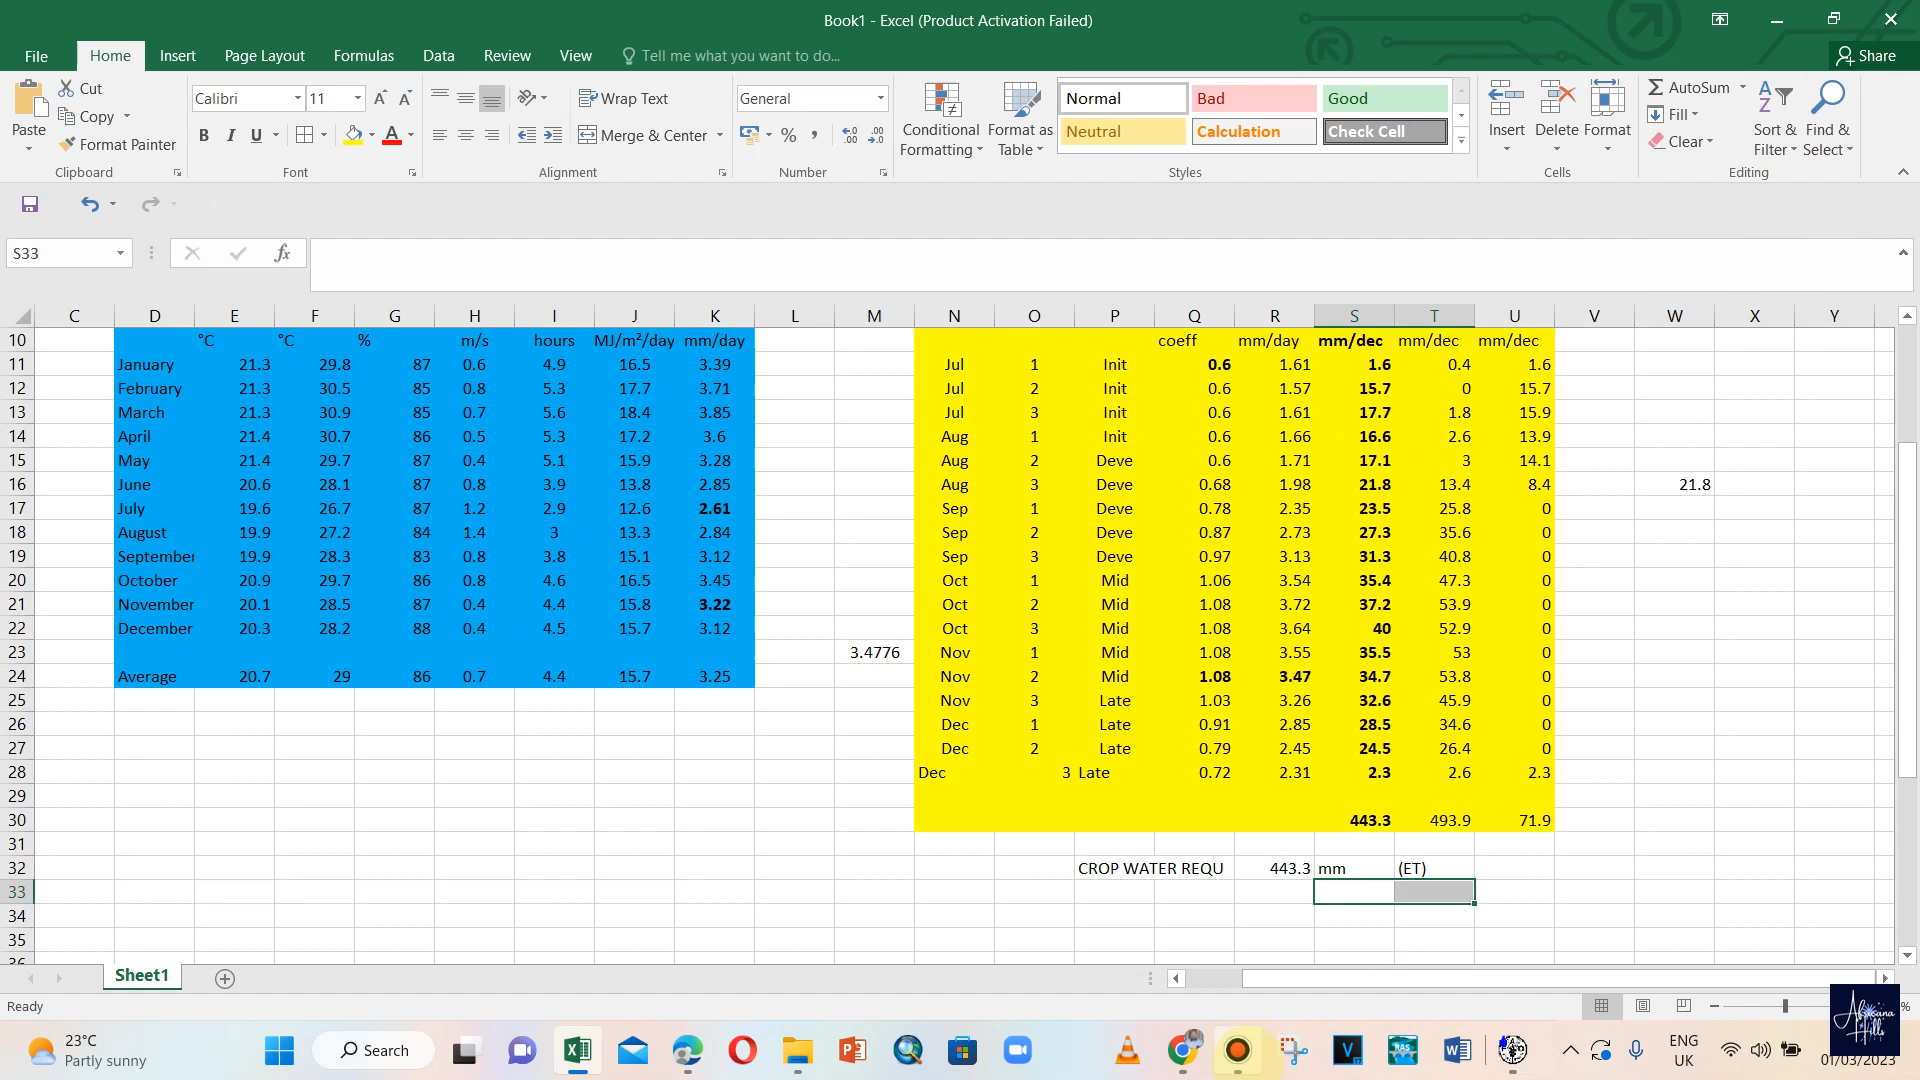 Book1 - Excel (Product Activation Failed)
File Home Insert Page Layout Formulas Data Review View Tell me what you want to do... Share
Cut
Copy
Format Painter
Paste
Calibri 11
B I U
Wrap Text
Merge & Center
General
% ,
Conditional Formatting
Format as Table
Normal Bad Good
Neutral Calculation Check Cell
Insert Delete Format
AutoSum
Fill
Clear
Sort & Filter
Find & Select
Clipboard Font Alignment Number Styles Cells Editing
S33 fx
C D E F G H I J K L M N O P Q R S T U V W X Y
10 °C °C % m/s hours MJ/m²/day mm/day coeff mm/day mm/dec mm/dec mm/dec
11 January 21.3 29.8 87 0.6 4.9 16.5 3.39 Jul 1 Init 0.6 1.61 1.6 0.4 1.6
12 February 21.3 30.5 85 0.8 5.3 17.7 3.71 Jul 2 Init 0.6 1.57 15.7 0 15.7
13 March 21.3 30.9 85 0.7 5.6 18.4 3.85 Jul 3 Init 0.6 1.61 17.7 1.8 15.9
14 April 21.4 30.7 86 0.5 5.3 17.2 3.6 Aug 1 Init 0.6 1.66 16.6 2.6 13.9
15 May 21.4 29.7 87 0.4 5.1 15.9 3.28 Aug 2 Deve 0.6 1.71 17.1 3 14.1
16 June 20.6 28.1 87 0.8 3.9 13.8 2.85 Aug 3 Deve 0.68 1.98 21.8 13.4 8.4 21.8
17 July 19.6 26.7 87 1.2 2.9 12.6 2.61 Sep 1 Deve 0.78 2.35 23.5 25.8 0
18 August 19.9 27.2 84 1.4 3 13.3 2.84 Sep 2 Deve 0.87 2.73 27.3 35.6 0
19 September 19.9 28.3 83 0.8 3.8 15.1 3.12 Sep 3 Deve 0.97 3.13 31.3 40.8 0
20 October 20.9 29.7 86 0.8 4.6 16.5 3.45 Oct 1 Mid 1.06 3.54 35.4 47.3 0
21 November 20.1 28.5 87 0.4 4.4 15.8 3.22 Oct 2 Mid 1.08 3.72 37.2 53.9 0
22 December 20.3 28.2 88 0.4 4.5 15.7 3.12 Oct 3 Mid 1.08 3.64 40 52.9 0
23 3.4776 Nov 1 Mid 1.08 3.55 35.5 53 0
24 Average 20.7 29 86 0.7 4.4 15.7 3.25 Nov 2 Mid 1.08 3.47 34.7 53.8 0
25 Nov 3 Late 1.03 3.26 32.6 45.9 0
26 Dec 1 Late 0.91 2.85 28.5 34.6 0
27 Dec 2 Late 0.79 2.45 24.5 26.4 0
28 Dec 3 Late 0.72 2.31 2.3 2.6 2.3
29
30 443.3 493.9 71.9
31
32 CROP WATER REQU 443.3 mm (ET)
33
34
35
36
Sheet1
Ready %
23°C
Partly sunny
Search
ENG
UK
01/03/2023
Africana
Hills